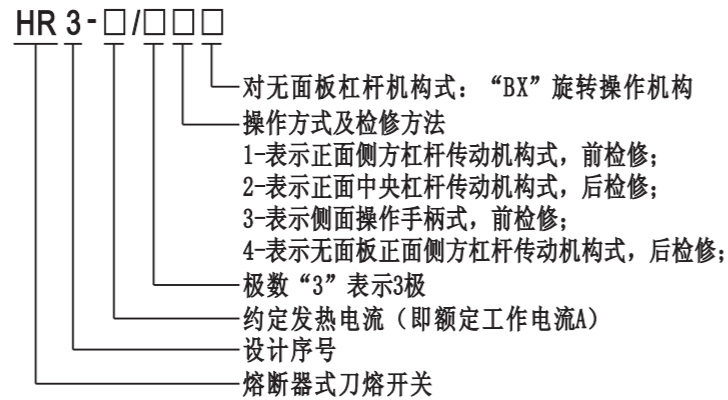 HR 3-□/□□□
对无面板杠杆机构式：“BX”旋转操作机构
操作方式及检修方法
1-表示正面侧方杠杆传动机构式，前检修；
2-表示正面中央杠杆传动机构式，后检修；
3-表示侧面操作手柄式，前检修；
4-表示无面板正面侧方杠杆传动机构式，后检修；
极数“3”表示3极
约定发热电流（即额定工作电流A）
设计序号
熔断器式刀熔开关